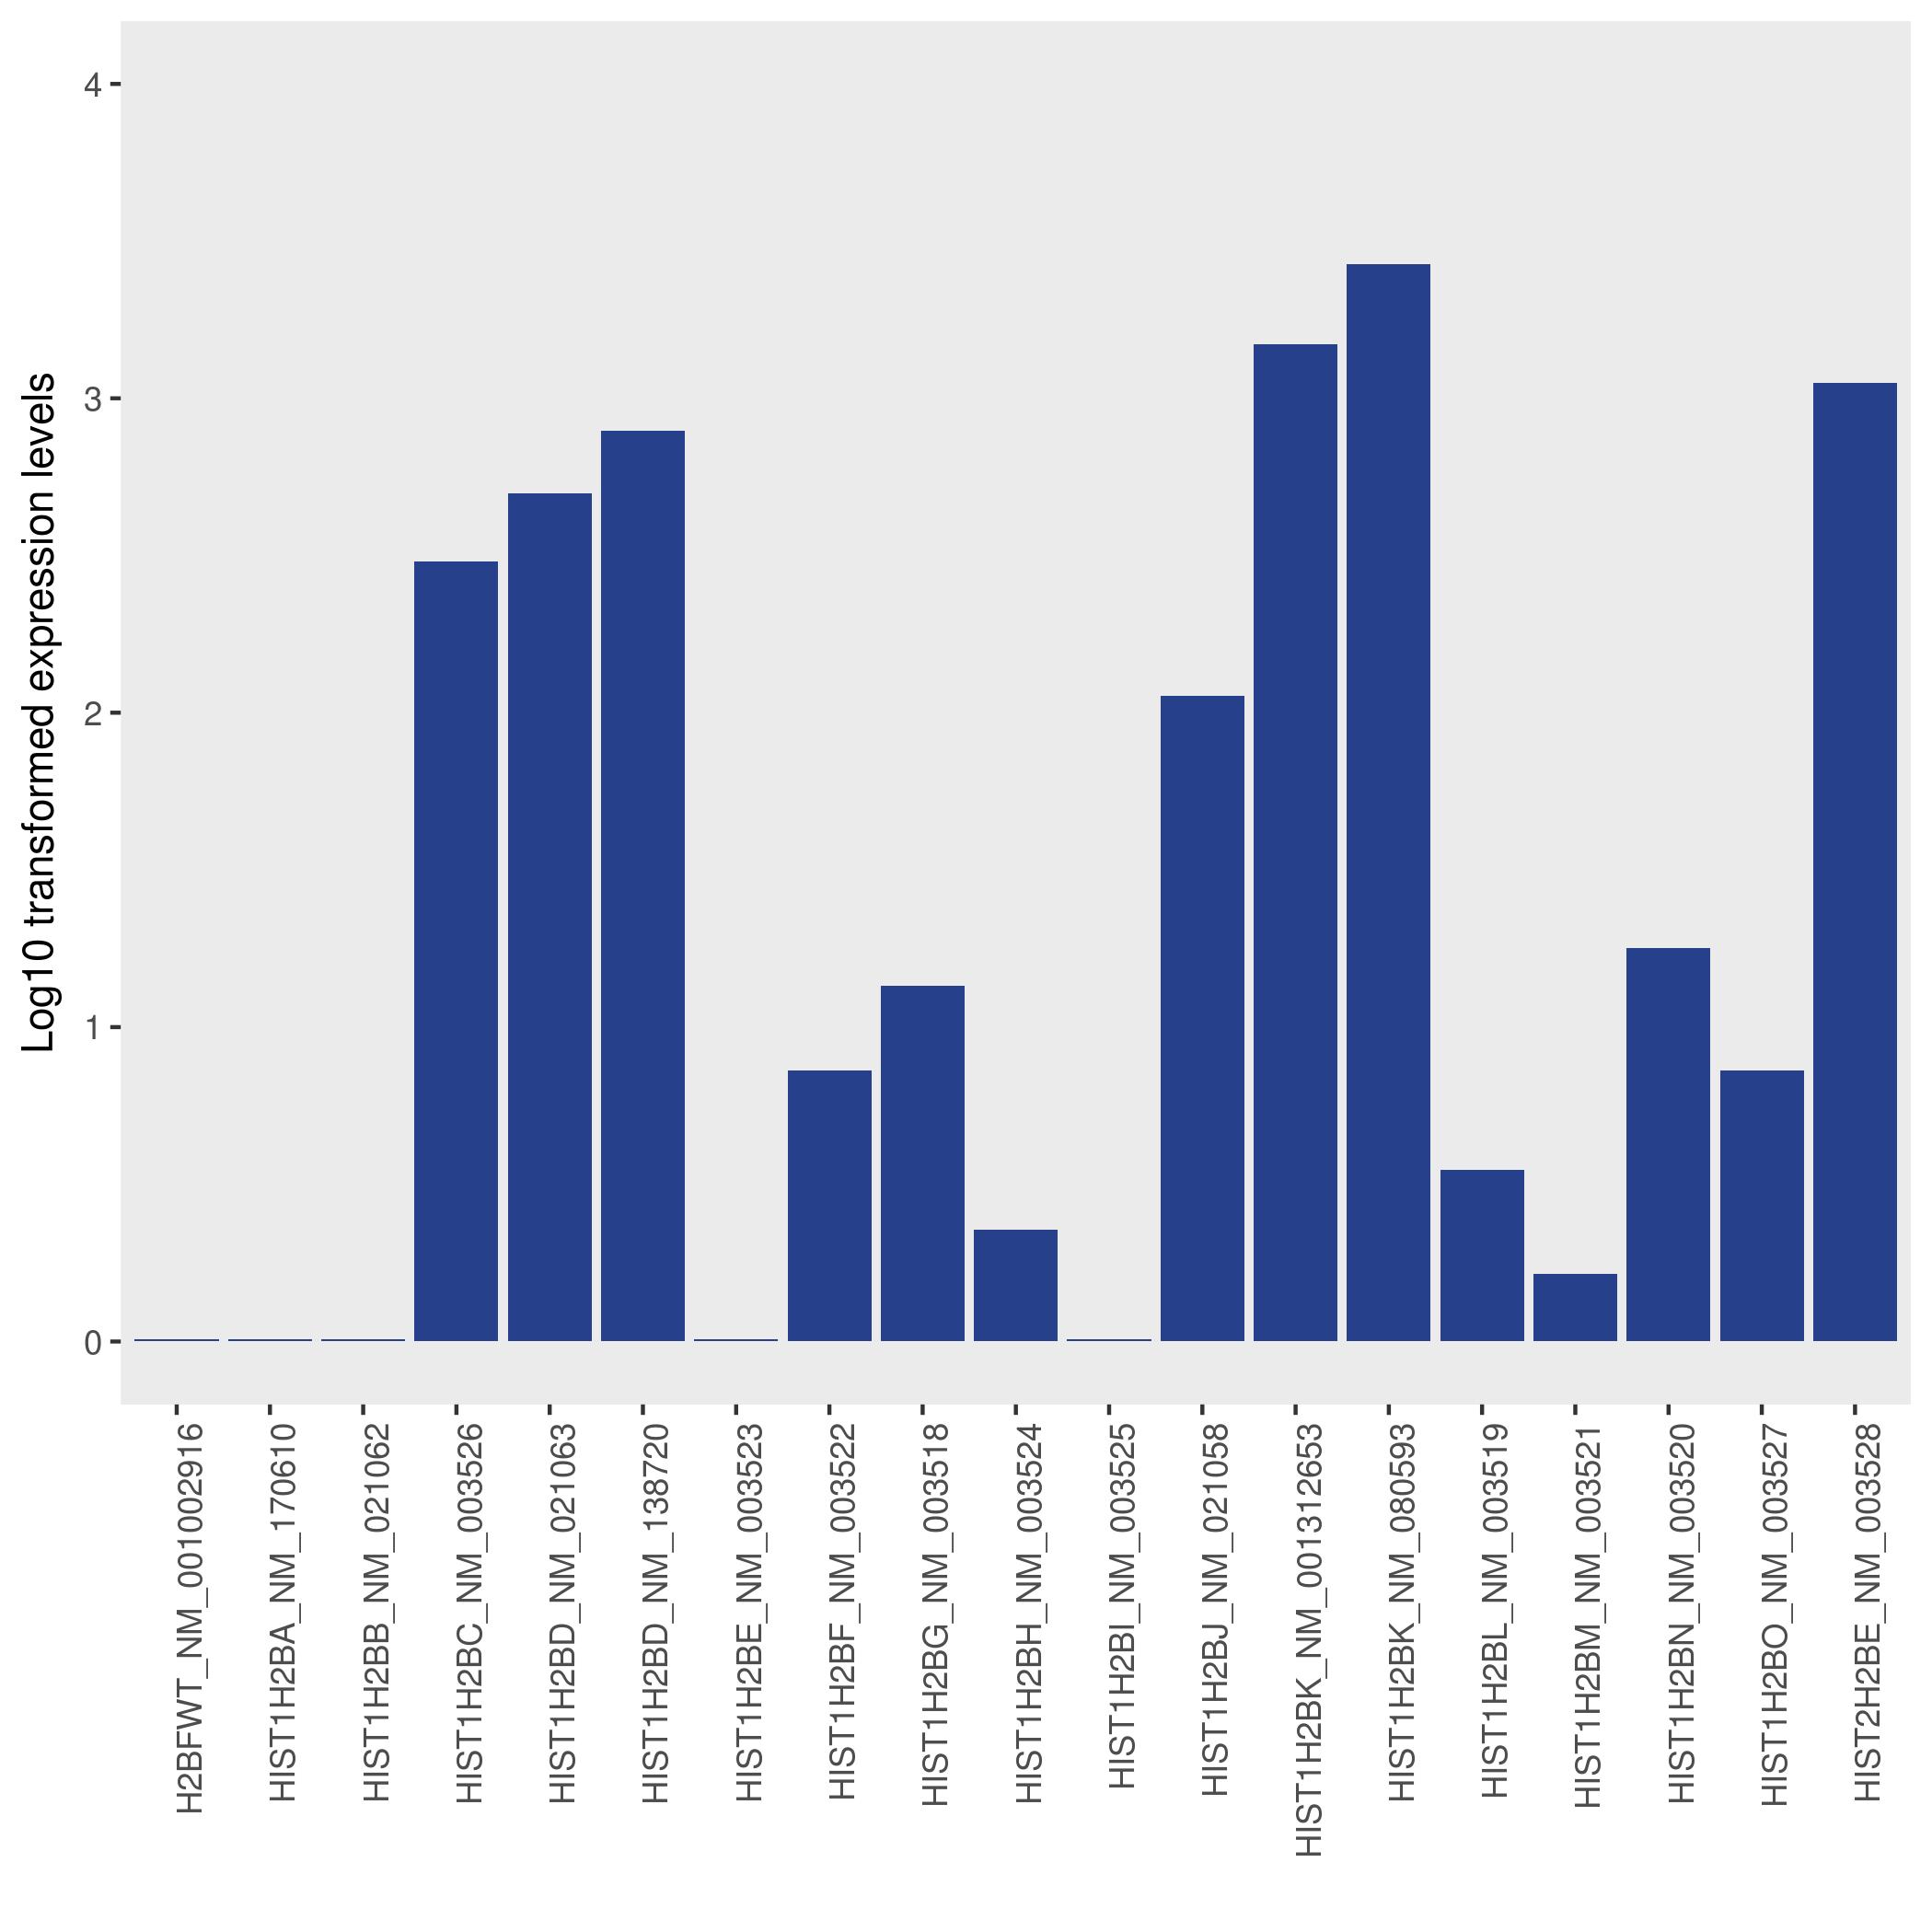 Log10 transformed expression levels
4
3
2
1
0
H2BFWT_NM_001002916
HIST1H2BA_NM_170610
HIST1H2BB_NM_021062
HIST1H2BC_NM_003526
HIST1H2BD_NM_021063
HIST1H2BD_NM_138720
HIST1H2BE_NM_003523
HIST1H2BF_NM_003522
HIST1H2BG_NM_003518
HIST1H2BH_NM_003524
HIST1H2BI_NM_003525
HIST1H2BJ_NM_021058
HIST1H2BK_NM_001312653
HIST1H2BK_NM_080593
HIST1H2BL_NM_003519
HIST1H2BM_NM_003521
HIST1H2BN_NM_003520
HIST1H2BO_NM_003527
HIST2H2BE_NM_003528